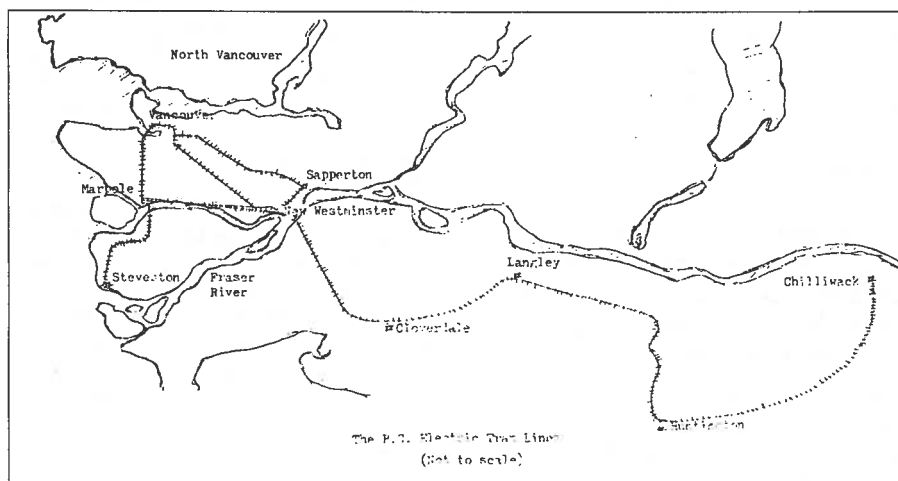 North Vancouver
Vancouver
Sapperton
Marpole
New Westminster
Steveston
Fraser
River
Langley
Chilliwack
Cloverdale
Huntington
The B.C. Electric Tram Lines
(Not to scale)